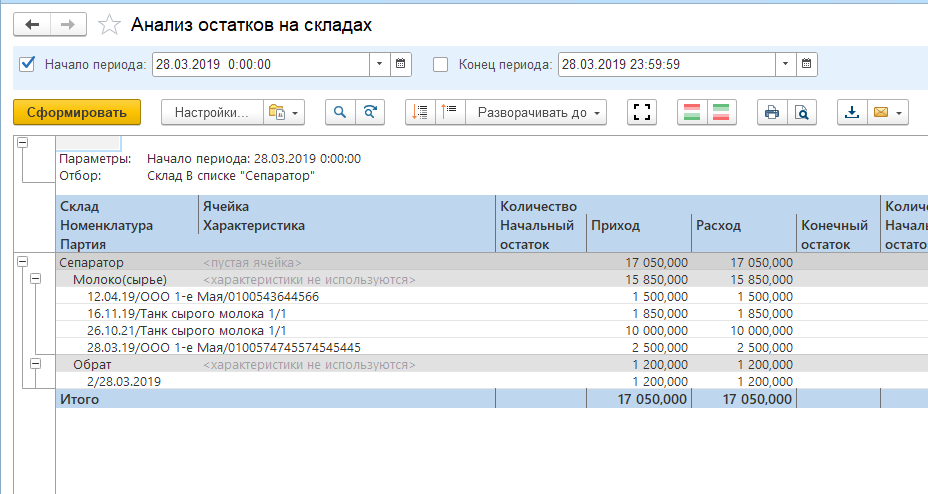 Анализ остатков на складах
Начало периода: 28.03.2019 0:00:00 Конец периода: 28.03.2019 23:59:59
Сформировать Настройки... Разворачивать до
Параметры: Начало периода: 28.03.2019 0:00:00
Отбор: Склад В списке "Сепаратор"
Склад Ячейка Количество Количе
Номенклатура Характеристика Начальный Приход Расход Конечный Началь
Партия остаток остаток остато
Сепаратор <пустая ячейка> 17 050,000 17 050,000
Молоко(сырье) <характеристики не используются> 15 850,000 15 850,000
12.04.19/ООО 1-е Мая/0100543644566 1 500,000 1 500,000
16.11.19/Танк сырого молока 1/1 1 850,000 1 850,000
26.10.21/Танк сырого молока 1/1 10 000,000 10 000,000
28.03.19/ООО 1-е Мая/0100574745574545445 2 500,000 2 500,000
Обрат <характеристики не используются> 1 200,000 1 200,000
2/28.03.2019 1 200,000 1 200,000
Итого 17 050,000 17 050,000